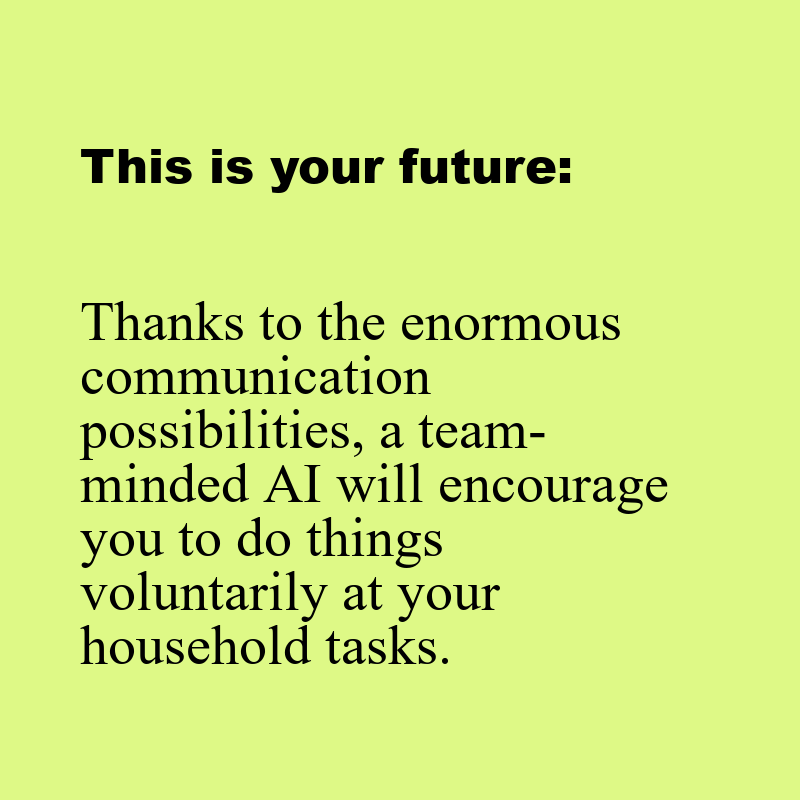 This is your future:
Thanks to the enormous
communication
possibilities, a team-
minded AI will encourage
you to do things
voluntarily at your
household tasks.